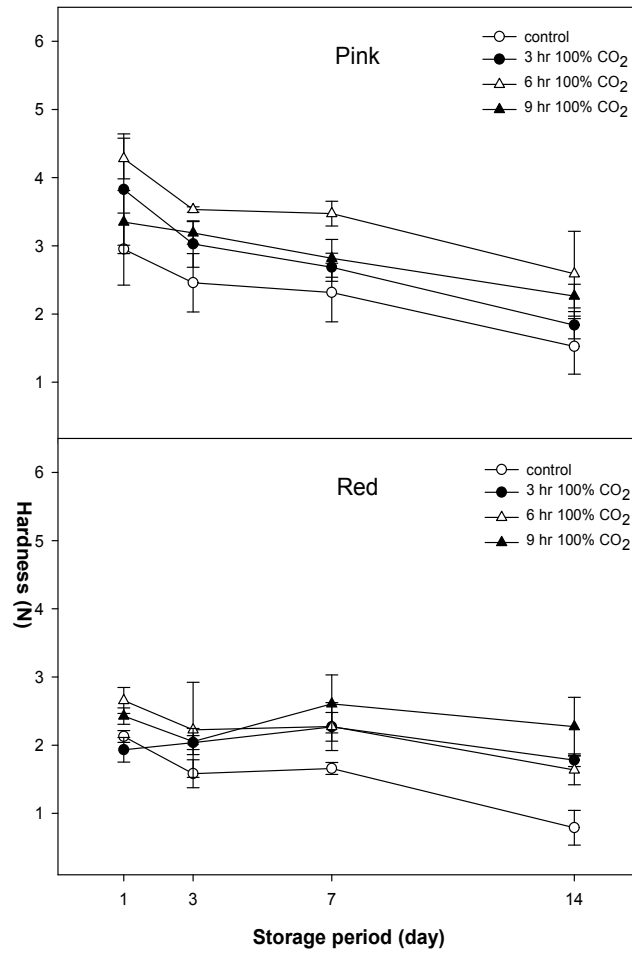 6
5
4
3
2
1
Pink
control
3 hr 100% CO2
6 hr 100% CO2
9 hr 100% CO2
6
5
4
3
2
1
Red
control
3 hr 100% CO2
6 hr 100% CO2
9 hr 100% CO2
Hardness (N)
1 3 7 14
Storage period (day)